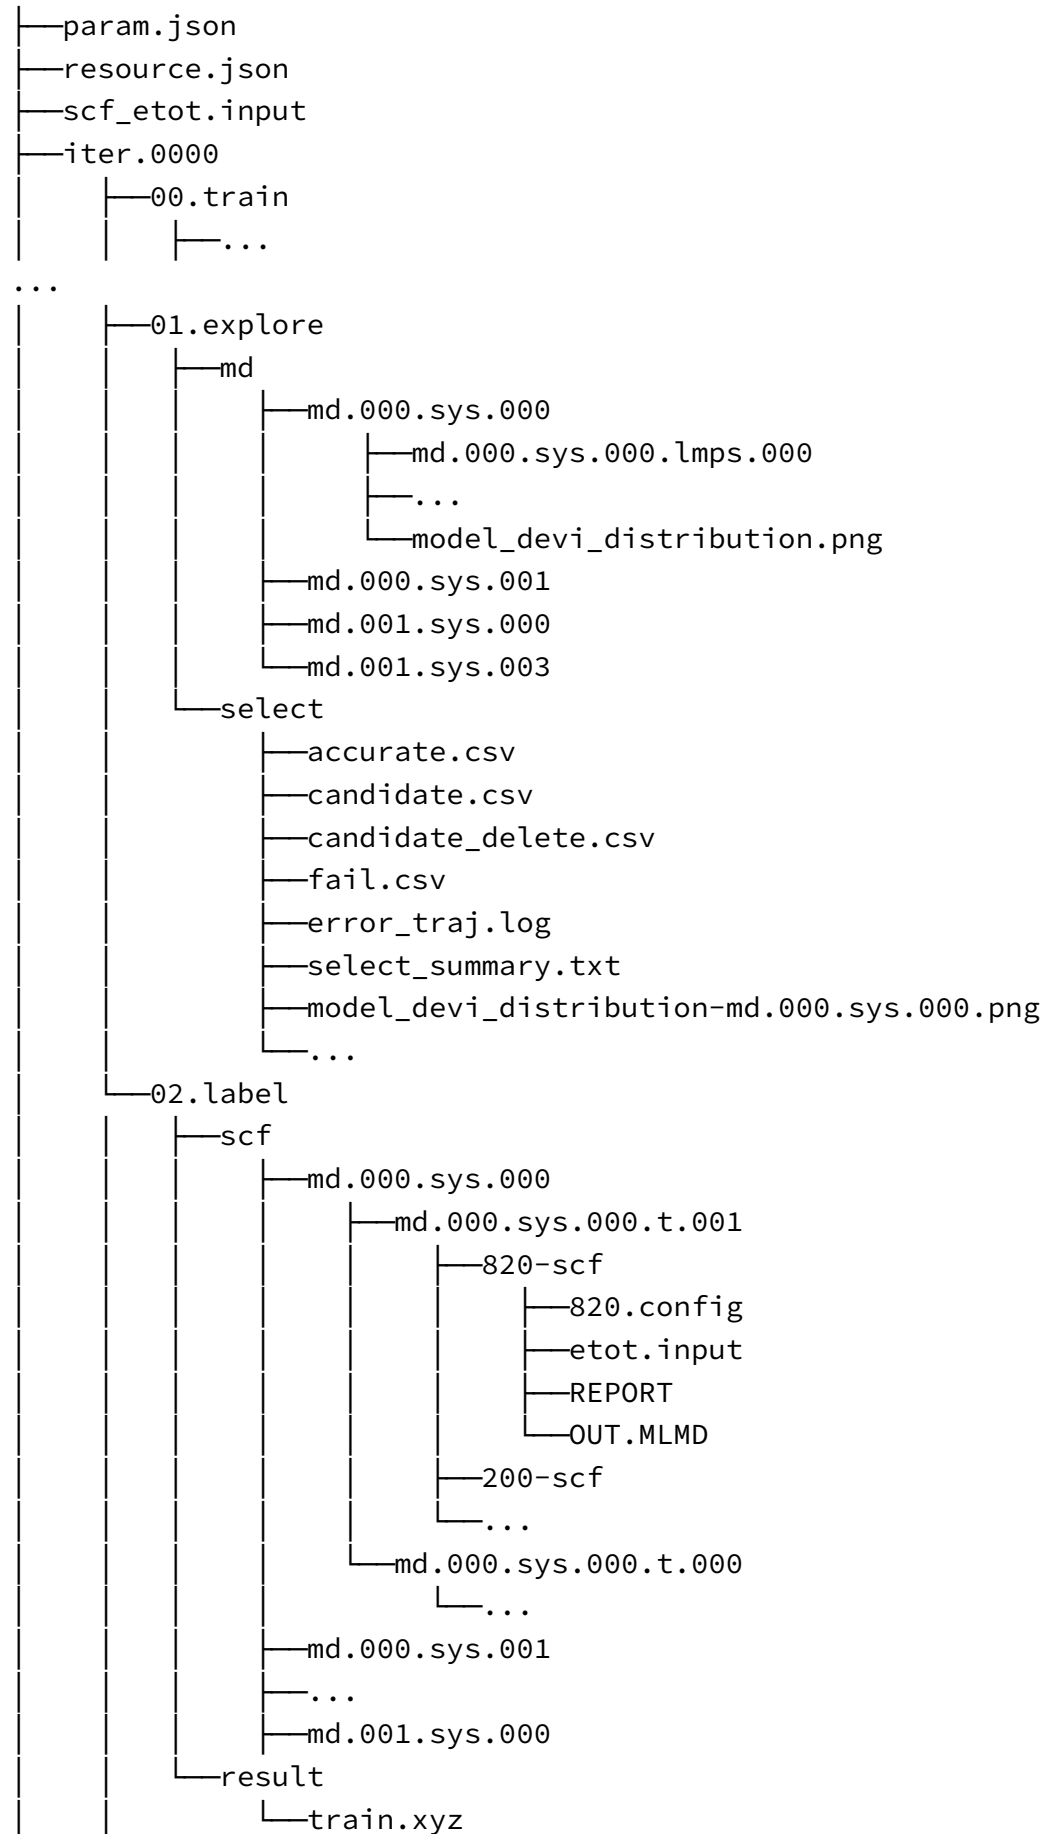 ├──param.json
├──resource.json
├──scf_etot.input
├──iter.0000
│    ├──00.train
│    │   ├──...
...
│    ├──01.explore
│    │   ├──md
│    │   │    ├──md.000.sys.000
│    │   │    │     ├──md.000.sys.000.lmps.000
│    │   │    │     ├──...
│    │   │    │     └──model_devi_distribution.png
│    │   │    ├──md.000.sys.001
│    │   │    ├──md.001.sys.000
│    │   │    └──md.001.sys.003
│    │   └──select
│    │        ├──accurate.csv
│    │        ├──candidate.csv
│    │        ├──candidate_delete.csv
│    │        ├──fail.csv
│    │        ├──error_traj.log
│    │        ├──select_summary.txt
│    │        ├──model_devi_distribution-md.000.sys.000.png
│    │        └──...
│    └──02.label
│    │   ├──scf
│    │   │    ├──md.000.sys.000
│    │   │    │    ├──md.000.sys.000.t.001
│    │   │    │    │    ├──820-scf
│    │   │    │    │    │    ├──820.config
│    │   │    │    │    │    ├──etot.input
│    │   │    │    │    │    ├──REPORT
│    │   │    │    │    │    └──OUT.MLMD
│    │   │    │    │    ├──200-scf
│    │   │    │    │    └──...
│    │   │    │    └──md.000.sys.000.t.000
│    │   │    │         └──...
│    │   │    ├──md.000.sys.001
│    │   │    ├──...
│    │   │    ├──md.001.sys.000
│    │   └──result
│    │        └──train.xyz